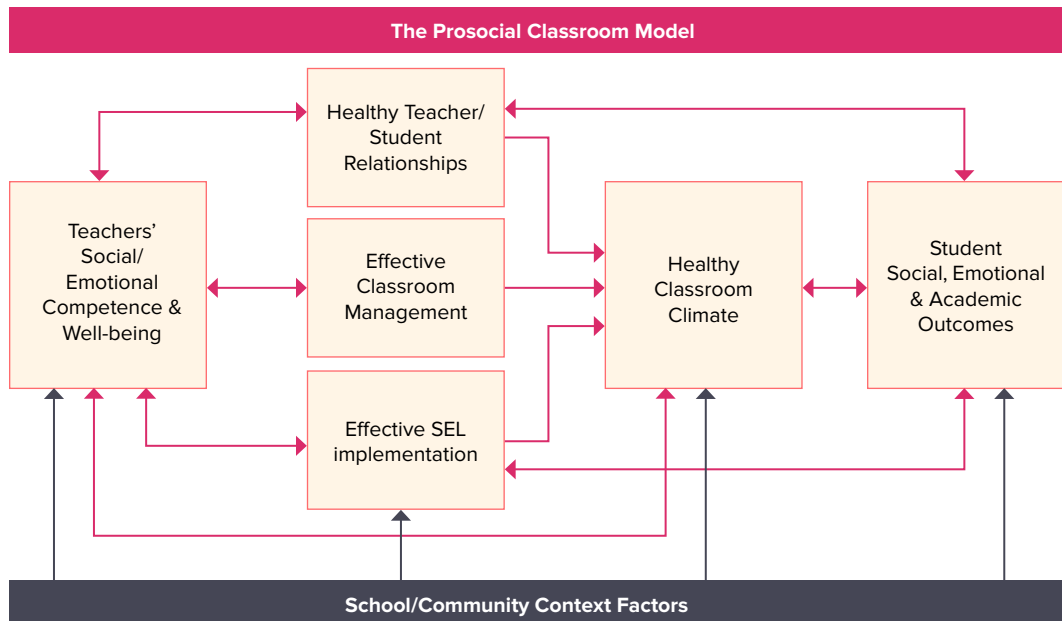 The Prosocial Classroom Model
Healthy Teacher/
Student
Relationships
Teachers’
Social/
Emotional
Competence &
Well-being
Effective
Classroom
Management
Healthy
Classroom
Climate
Student
Social, Emotional
& Academic
Outcomes
Effective SEL
implementation
School/Community Context Factors